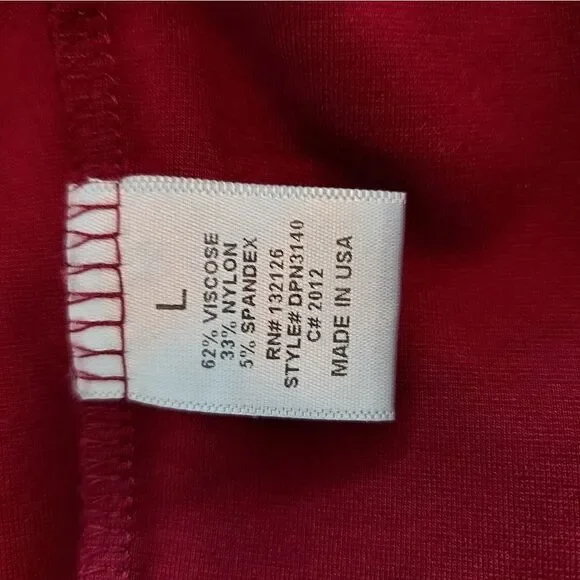 L
62% VISCOSE
33% NYLON
5% SPANDEX
RN# 132126
STYLE# DPN3140
C# 2012
MADE IN USA